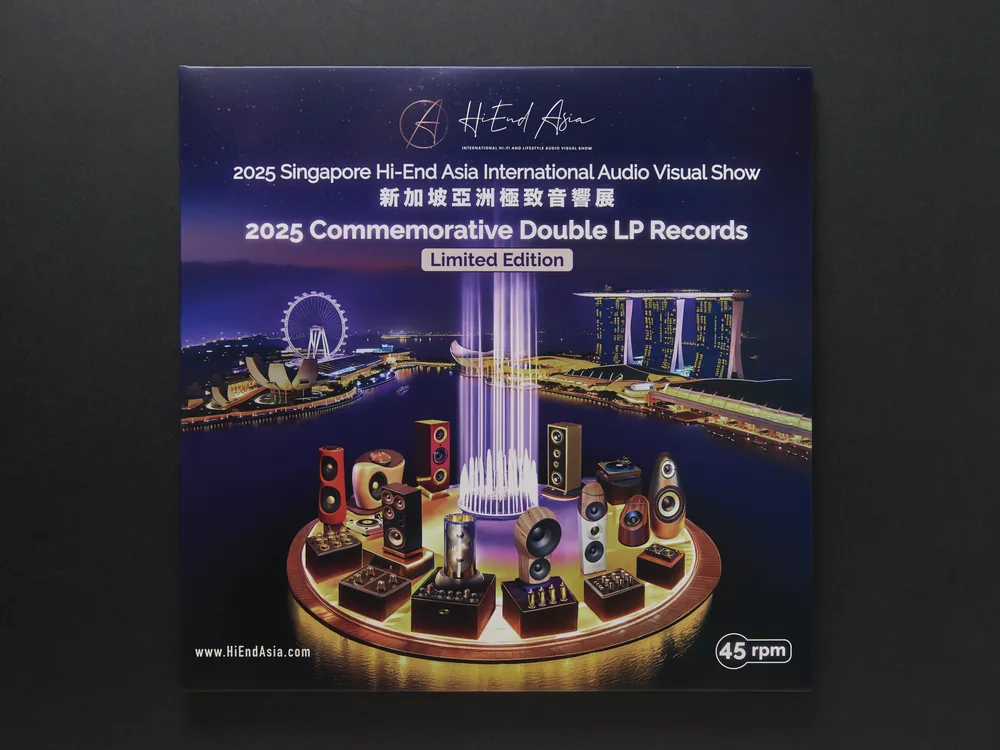 A
HiEnd Asia
INTERNATIONAL HI-FI AND LIFESTYLE AUDIO VISUAL SHOW
2025 Singapore Hi-End Asia International Audio Visual Show
新加坡亞洲極致音響展
2025 Commemorative Double LP Records
Limited Edition
www.HiEndAsia.com
45 rpm